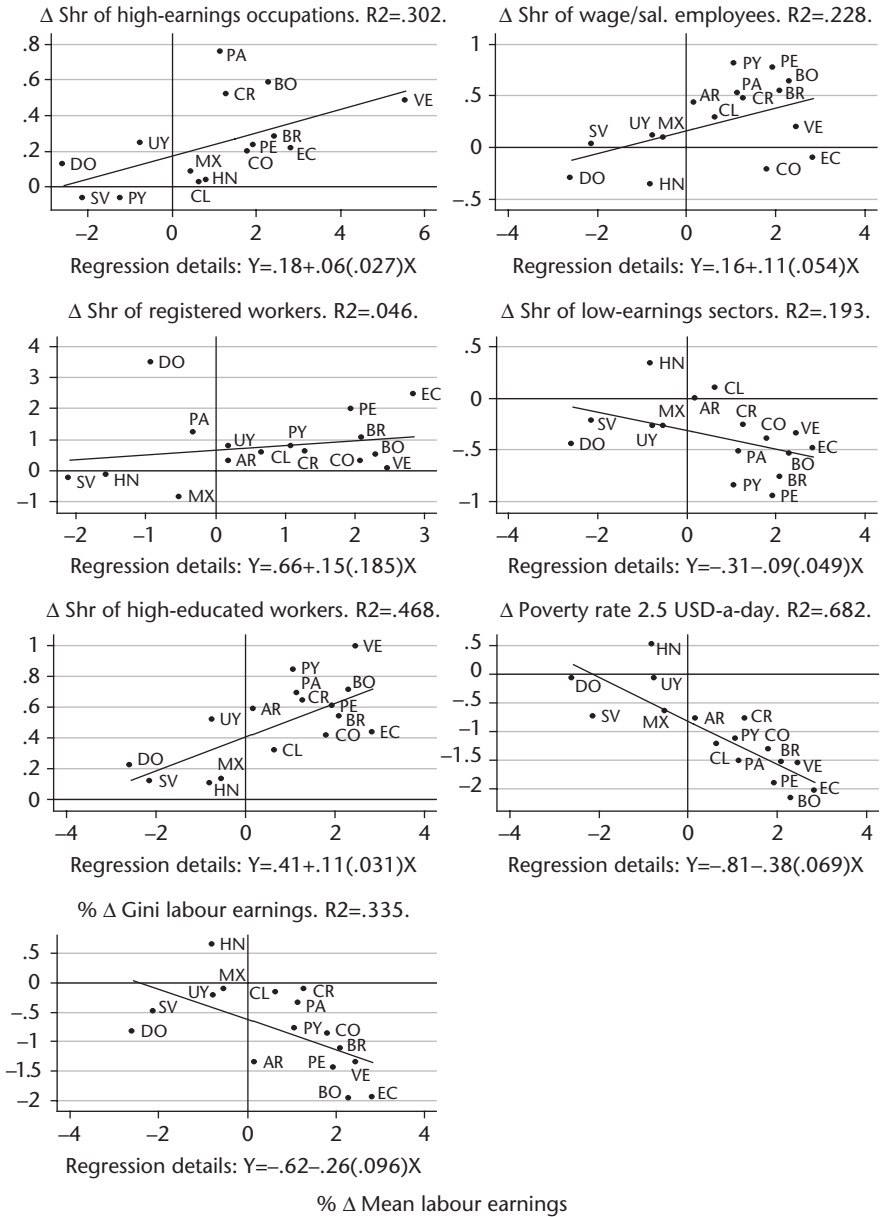 Δ Shr of high-earnings occupations. R2=.302.
.8
.6
.4
.2
0
PA
BO
CR
VE
UY
BR
PE
EC
CO
DO
MX
HN
CL
SV
PY
−2
0
2
4
6
Regression details: Y=.18+.06(.027)X
Δ Shr of wage/sal. employees. R2=.228.
1
.5
0
−.5
PY
PE
BO
PA
AR
CR
BR
CL
VE
UY
MX
SV
EC
CO
DO
HN
−4
−2
0
2
4
Regression details: Y=.16+.11(.054)X
Δ Shr of registered workers. R2=.046.
4
3
2
1
0
−1
DO
EC
PE
PA
BR
UY
PY
AR
CL
CR
CO
BO
VE
SV
HN
MX
−2
−1
0
1
2
3
Regression details: Y=.66+.15(.185)X
Δ Shr of low-earnings sectors. R2=.193.
.5
0
−.5
−1
HN
CL
AR
MX
CR
CO
VE
SV
UY
EC
DO
PA
BO
BR
PY
PE
−4
−2
0
2
4
Regression details: Y=−.31−.09(.049)X
Δ Shr of high-educated workers. R2=.468.
1
.8
.6
.4
.2
0
VE
PY
PA
BO
CR
PE
AR
BR
UY
EC
CO
CL
DO
MX
SV
HN
−4
−2
0
2
4
Regression details: Y=.41+.11(.031)X
Δ Poverty rate 2.5 USD-a-day. R2=.682.
.5
0
−.5
−1
−1.5
−2
HN
DO
UY
SV
MX
AR
CR
PY
CO
CL
PA
BR
VE
PE
EC
BO
−4
−2
0
2
4
Regression details: Y=−.81−.38(.069)X
% Δ Gini labour earnings. R2=.335.
.5
0
−.5
−1
−1.5
−2
HN
MX
UY
CL
CR
PA
SV
DO
PY
CO
BR
AR
PE
VE
BO
EC
−4
−2
0
2
4
Regression details: Y=−.62−.26(.096)X
% Δ Mean labour earnings